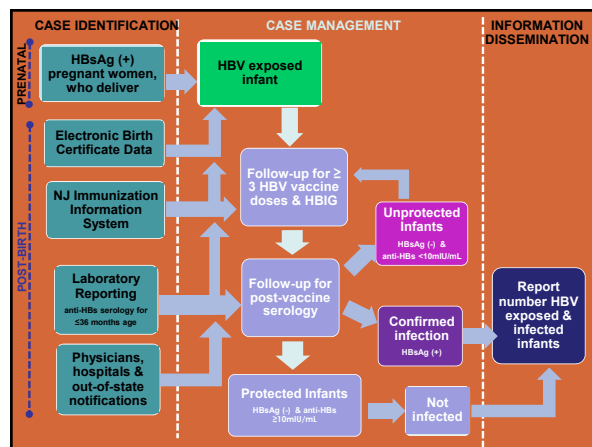 CASE IDENTIFICATION
CASE MANAGEMENT
INFORMATION
DISSEMINATION
PRENATAL
HBsAg (+)
pregnant women,
who deliver
HBV exposed
infant
POST-BIRTH
Electronic Birth
Certificate Data
NJ Immunization
Information
System
Follow-up for ≥
3 HBV vaccine
doses & HBIG
Unprotected
Infants
HBsAg (-) &
anti-HBs <10mIU/mL
Laboratory
Reporting
anti-HBs serology for
≤36 months age
Follow-up for
post-vaccine
serology
Confirmed
infection
HBsAg (+)
Report
number HBV
exposed &
infected
infants
Physicians,
hospitals &
out-of-state
notifications
Protected Infants
HBsAg (-) & anti-HBs
≥10mIU/mL
Not
infected